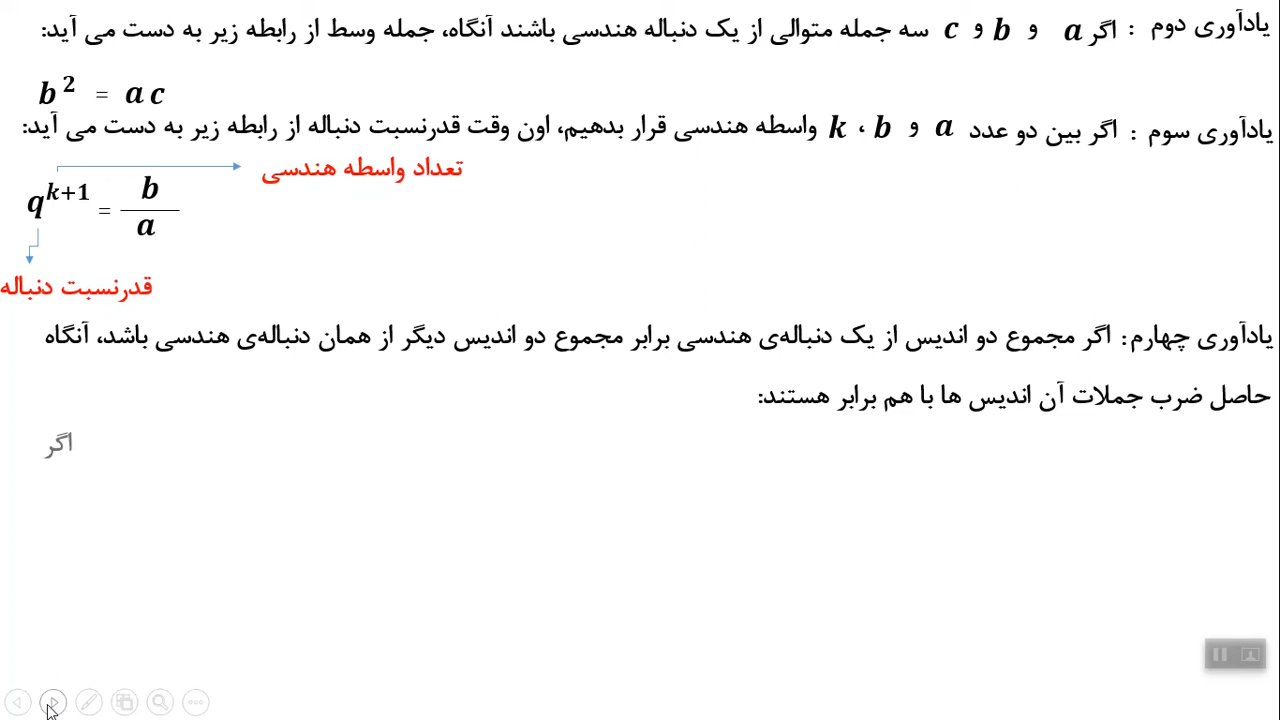 یادآوری دوم : اگر a و b و c سه جمله متوالی از یک دنباله هندسی باشند آنگاه، جمله وسط از رابطه زیر به دست می آید:
b² = a c
یادآوری سوم : اگر بین دو عدد a و b، k واسطه هندسی قرار بدهیم، اون وقت قدرنسبت دنباله از رابطه زیر به دست می آید:
تعداد واسطه هندسی
q^(k+1) = b/a
قدرنسبت دنباله
یادآوری چهارم: اگر مجموع دو اندیس از یک دنباله‌ی هندسی برابر مجموع دو اندیس دیگر از همان دنباله‌ی هندسی باشد، آنگاه
حاصل ضرب جملات آن اندیس ها با هم برابر هستند:
اگر